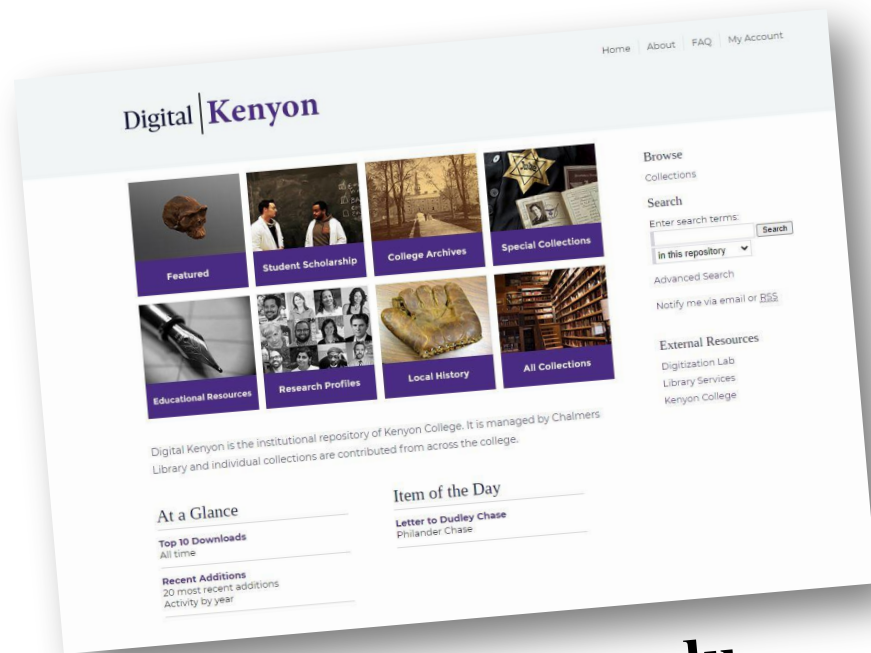 Home About FAQ My Account
Digital Kenyon
Featured
Student Scholarship
College Archives
Special Collections
Educational Resources
Research Profiles
Local History
All Collections
Browse
Collections
Search
Enter search terms:
Search
in this repository
Advanced Search
Notify me via email or RSS
External Resources
Digitization Lab
Library Services
Kenyon College
Digital Kenyon is the institutional repository of Kenyon College. It is managed by Chalmers
Library and individual collections are contributed from across the college.
At a Glance
Top 10 Downloads
All time
Recent Additions
20 most recent additions
Activity by year
Item of the Day
Letter to Dudley Chase
Philander Chase